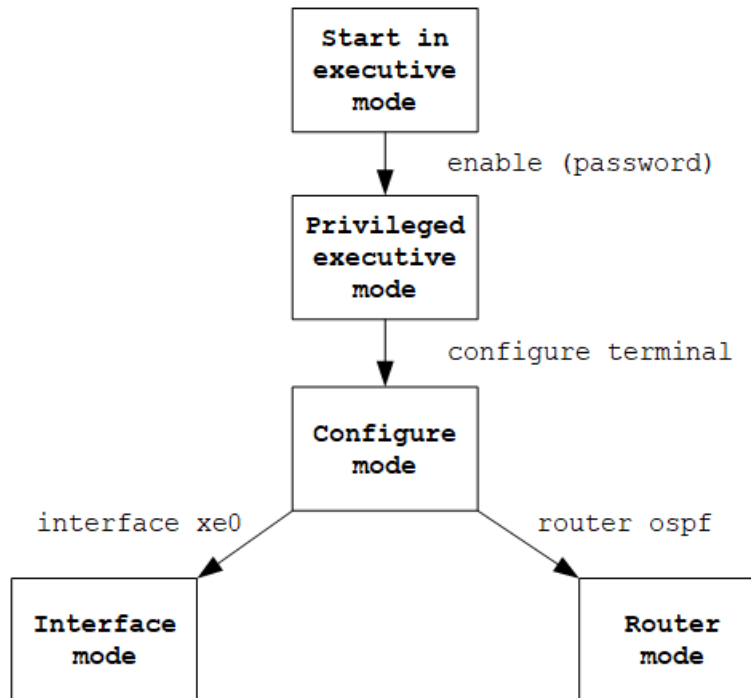 Start in
executive
mode
enable (password)
Privileged
executive
mode
configure terminal
Configure
mode
interface xe0
router ospf
Interface
mode
Router
mode